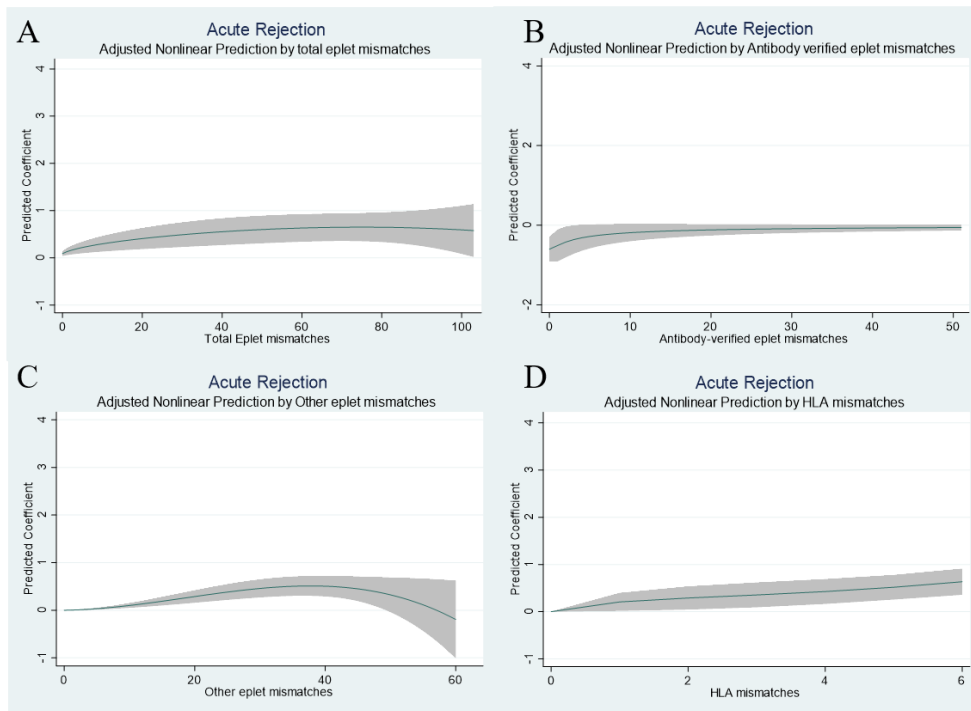 A
Acute Rejection
Adjusted Nonlinear Prediction by total eplet mismatches
Predicted Coefficient
4
3
2
1
0
-1
0 20 40 60 80 100
Total Eplet mismatches
B
Acute Rejection
Adjusted Nonlinear Prediction by Antibody verified eplet mismatches
Predicted Coefficient
4
2
0
-2
0 10 20 30 40 50
Antibody-verified eplet mismatches
C
Acute Rejection
Adjusted Nonlinear Prediction by Other eplet mismatches
Predicted Coefficient
4
3
2
1
0
-1
0 20 40 60
Other eplet mismatches
D
Acute Rejection
Adjusted Nonlinear Prediction by HLA mismatches
Predicted Coefficient
4
3
2
1
0
-1
0 2 4 6
HLA mismatches